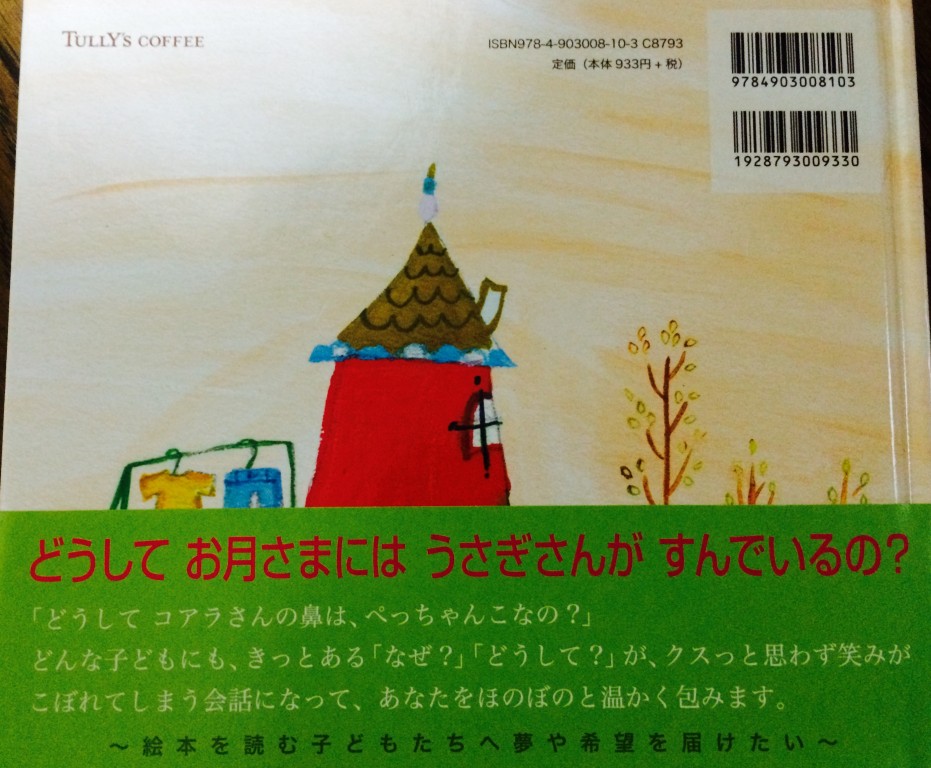 TULLY'S COFFEE
ISBN978-4-903008-10-3 C8793
定価（本体 933円＋税）
9784903008103
1928793009330
どうして お月さまには うさぎさんが すんでいるの？
「どうして コアラさんの鼻は、ぺっちゃんこなの？」
どんな子どもにも、きっとある「なぜ？」「どうして？」が、クスっと思わず笑みが
こぼれてしまう会話になって、あなたをほのぼのと温かく包みます。
～絵本を読む子どもたちへ夢や希望を届けたい～